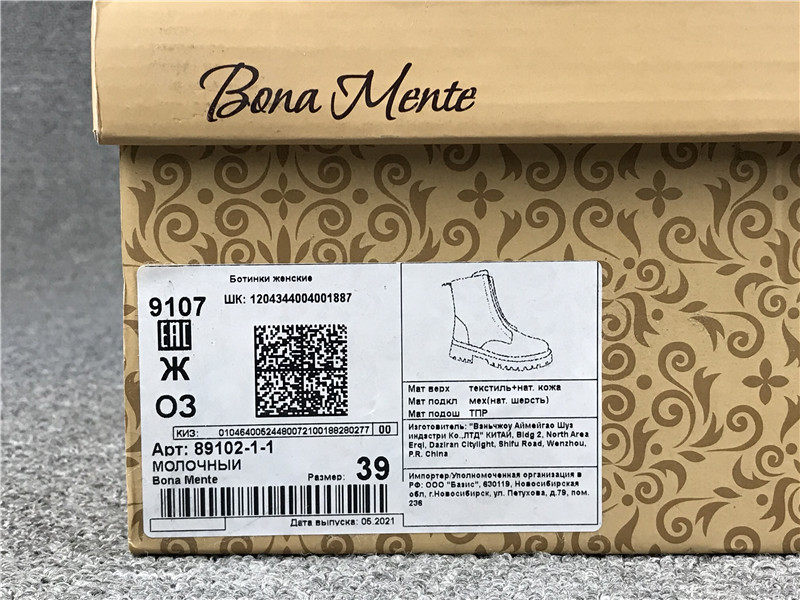 Bona Mente
Ботинки женские
9107
ШК: 1204344004001887
ЕАС
Ж
ОЗ
КИЗ: 010464005244800721001882802​77 00
Арт: 89102-1-1
МОЛОЧНЫЙ
Bona Mente
Размер: 39
Дата выпуска: 05.2021
Мат верх текстиль+нат. кожа
Мат подкл мех(нат. шерсть)
Мат подош ТПР
Изготовитель: "Ваньчжоу Аймейгао Шуз
индастри Ко.,ЛТД" КИТАЙ, Bldg 2, North Area
Erqi, Daziran Citylight, Shifu Road, Wenzhou,
P.R. China
Импортер/Уполномоченная организация в
РФ: ООО "Базис", 630119, Новосибирская
обл, г.Новосибирск, ул. Петухова, д.79, пом.
236